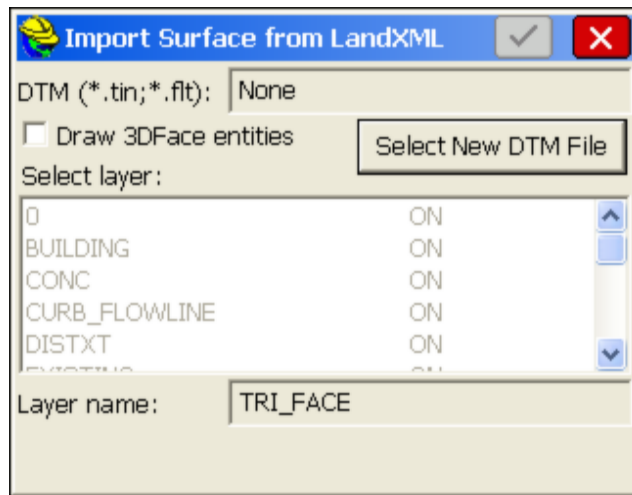 Import Surface from LandXML
DTM (*.tin;*.flt): None
Draw 3DFace entities
Select New DTM File
Select layer:
0 ON
BUILDING ON
CONC ON
CURB_FLOWLINE ON
DISTXT ON
Layer name: TRI_FACE